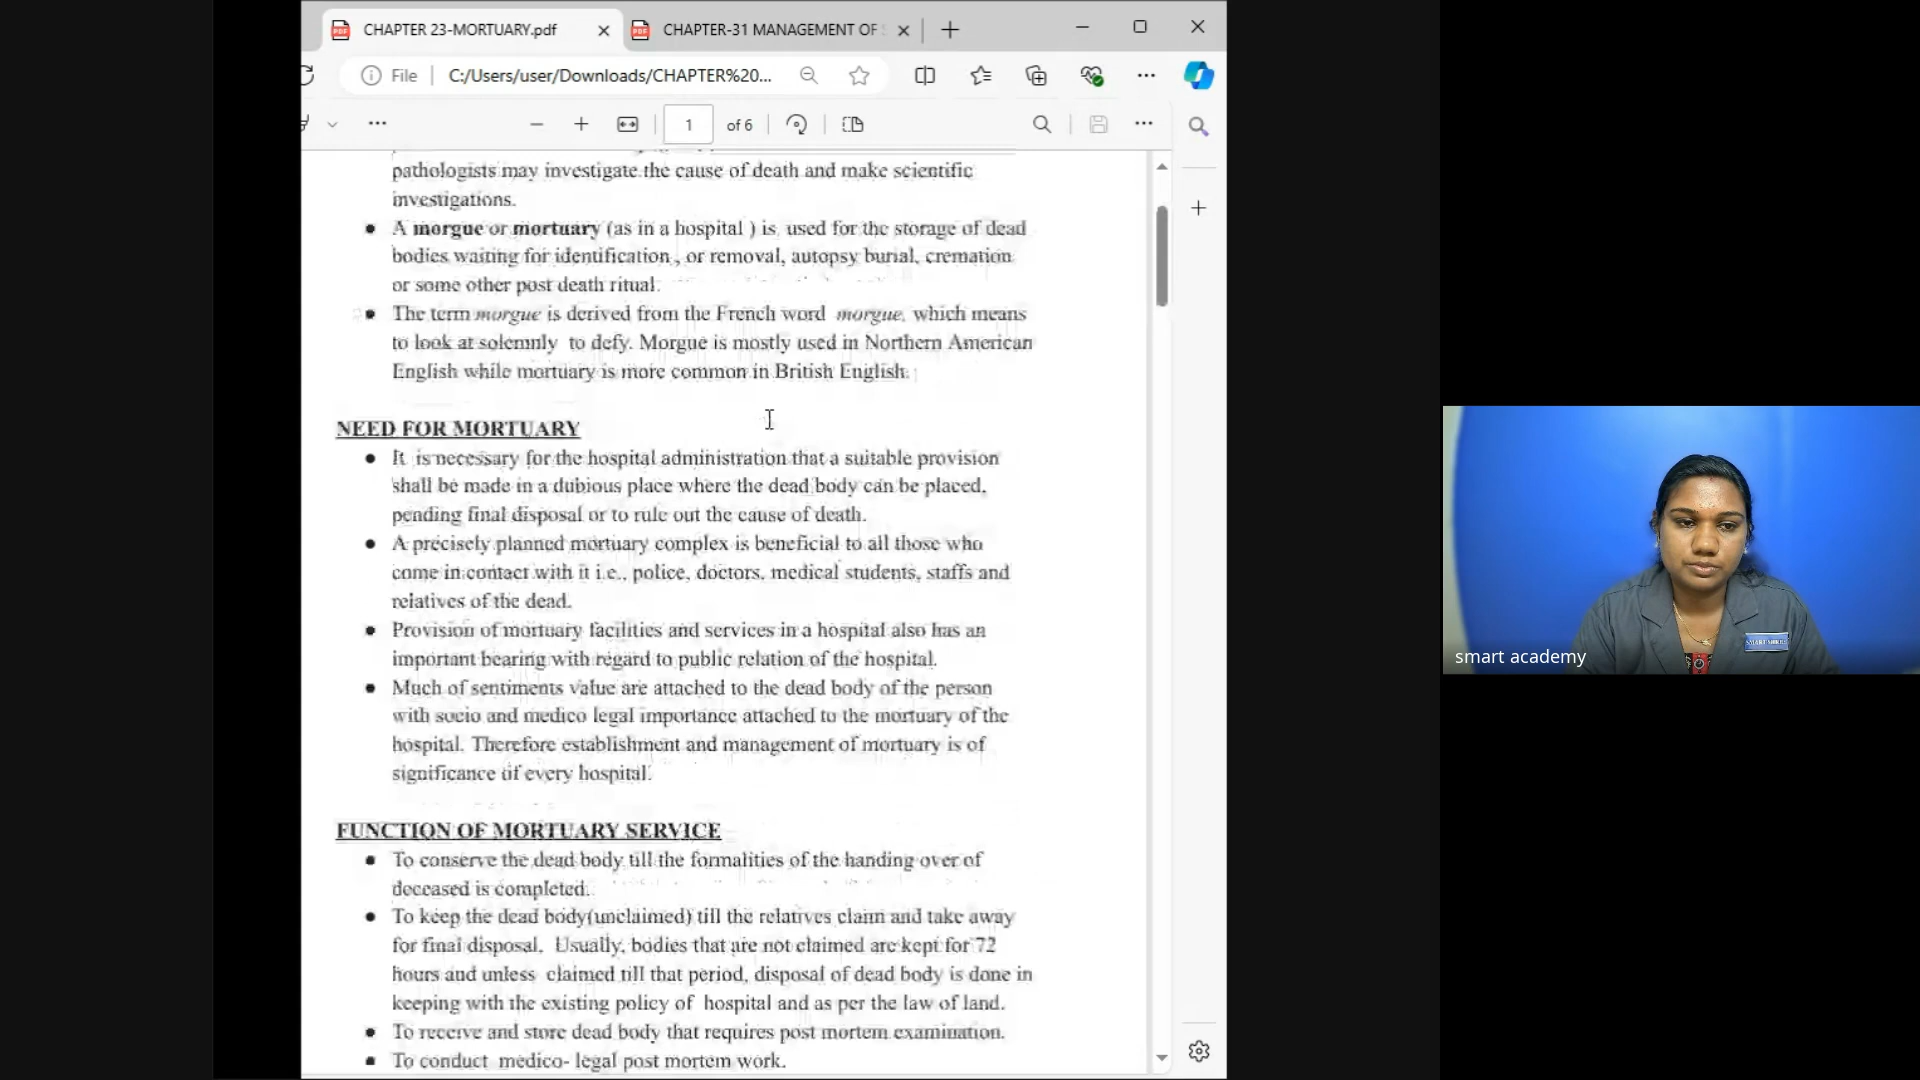 CHAPTER 23-MORTUARY.pdf
CHAPTER-31 MANAGEMENT OF
File
C:/Users/user/Downloads/CHAPTER%20...
1 of 6
pathologists may investigate the cause of death and make scientific
investigations.
• A morgue or mortuary (as in a hospital ) is used for the storage of dead
bodies waiting for identification , or removal, autopsy burial, cremation
or some other post death ritual.
• The term morgue is derived from the French word morgue, which means
to look at solemnly to defy. Morgue is mostly used in Northern American
English while mortuary is more common in British English.
NEED FOR MORTUARY
• It is necessary for the hospital administration that a suitable provision
shall be made in a dubious place where the dead body can be placed,
pending final disposal or to rule out the cause of death.
• A precisely planned mortuary complex is beneficial to all those who
come in contact with it i.e., police, doctors, medical students, staffs and
relatives of the dead.
• Provision of mortuary facilities and services in a hospital also has an
important bearing with regard to public relation of the hospital.
• Much of sentiments value are attached to the dead body of the person
with socio and medico legal importance attached to the mortuary of the
hospital. Therefore establishment and management of mortuary is of
significance of every hospital.
FUNCTION OF MORTUARY SERVICE
• To conserve the dead body till the formalities of the handing over of
deceased is completed.
• To keep the dead body(unclaimed) till the relatives claim and take away
for final disposal. Usually, bodies that are not claimed are kept for 72
hours and unless claimed till that period, disposal of dead body is done in
keeping with the existing policy of hospital and as per the law of land.
• To receive and store dead body that requires post mortem examination.
• To conduct medico- legal post mortem work.
smart academy